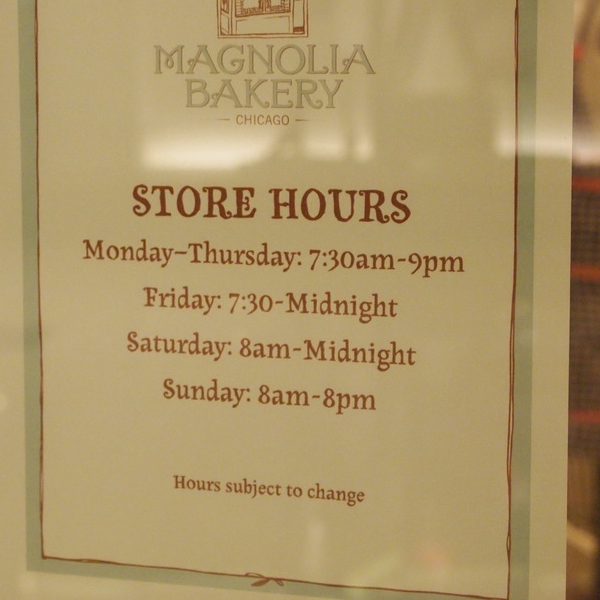 MAGNOLIA
BAKERY
— CHICAGO —
STORE HOURS
Monday–Thursday: 7:30am-9pm
Friday: 7:30-Midnight
Saturday: 8am-Midnight
Sunday: 8am-8pm
Hours subject to change